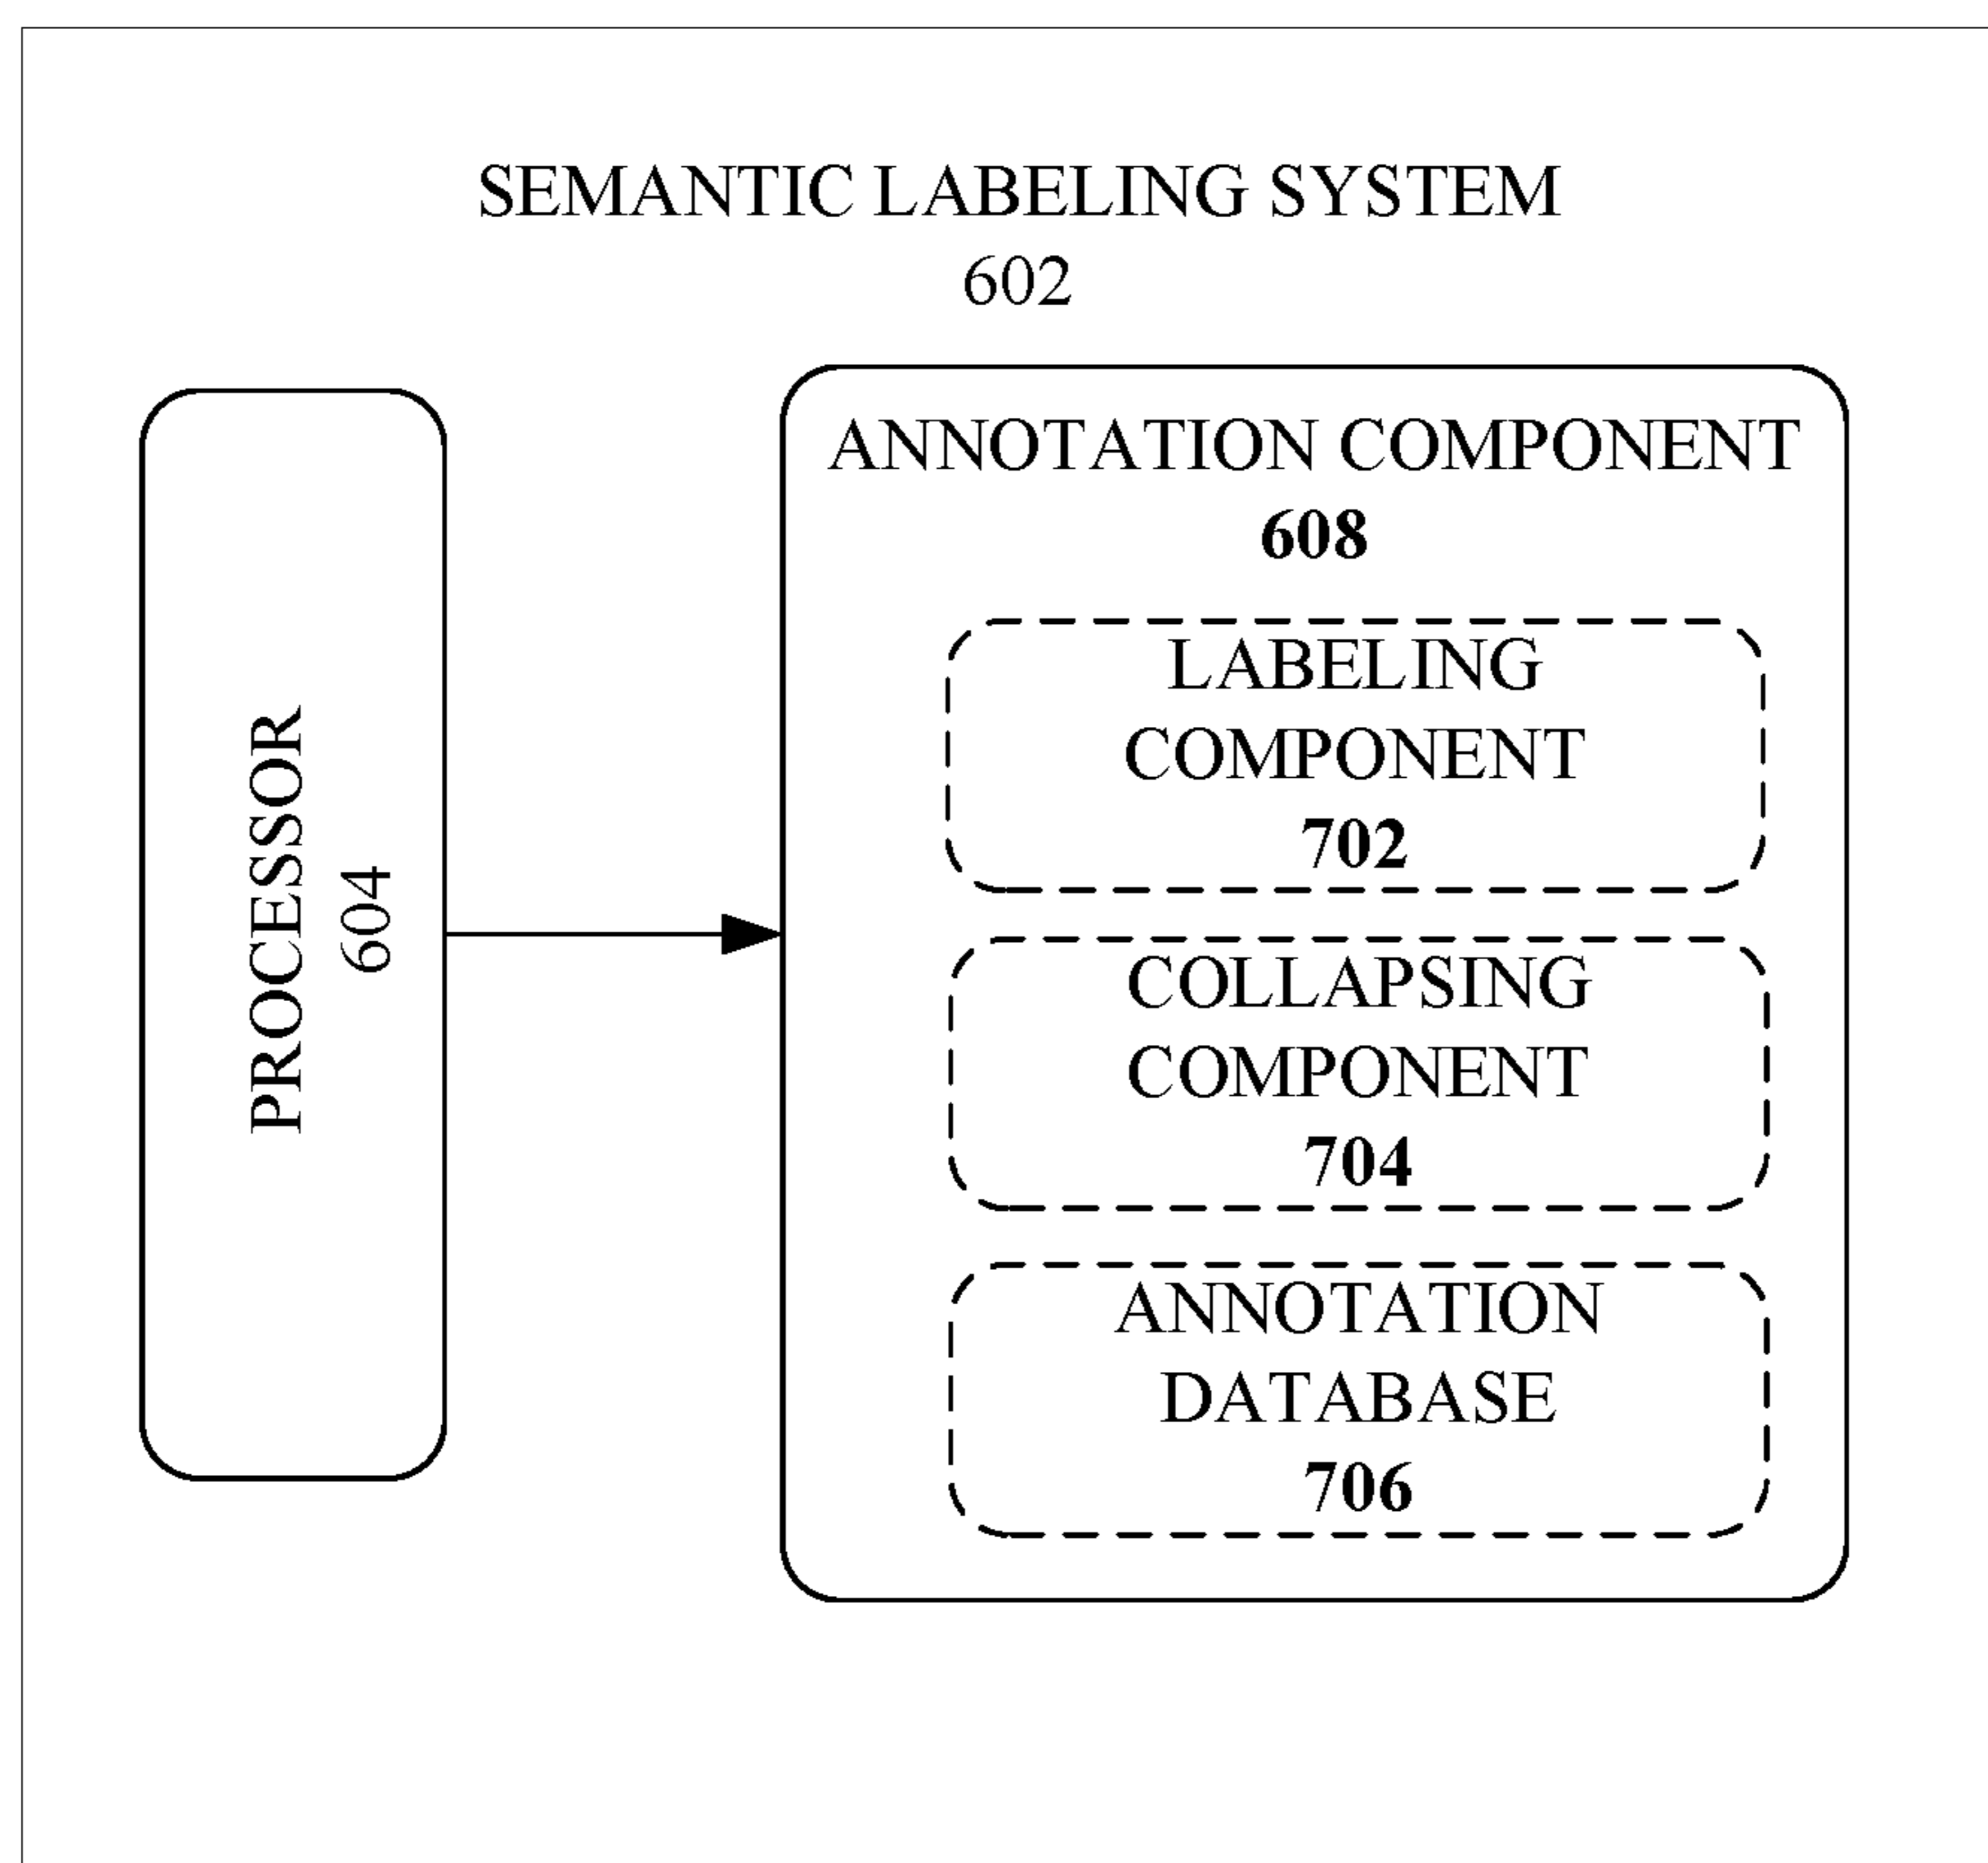 SEMANTIC LABELING SYSTEM
602
PROCESSOR
604
ANNOTATION COMPONENT
608
LABELING
COMPONENT
702
COLLAPSING
COMPONENT
704
ANNOTATION
DATABASE
706